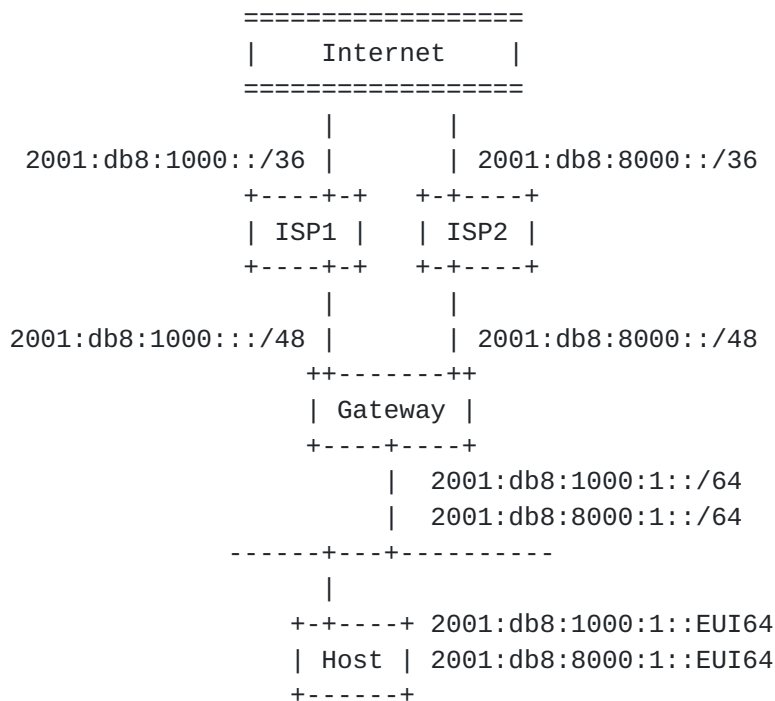 ==================
|    Internet    |
==================
|       |
2001:db8:1000::/36 |       | 2001:db8:8000::/36
+----+-+   +-+----+
| ISP1 |   | ISP2 |
+----+-+   +-+----+
|       |
2001:db8:1000:::/48 |       | 2001:db8:8000::/48
++-------++
| Gateway |
+----+----+
|  2001:db8:1000:1::/64
|  2001:db8:8000:1::/64
------+---+----------
|
+-+----+ 2001:db8:1000:1::EUI64
| Host | 2001:db8:8000:1::EUI64
+------+